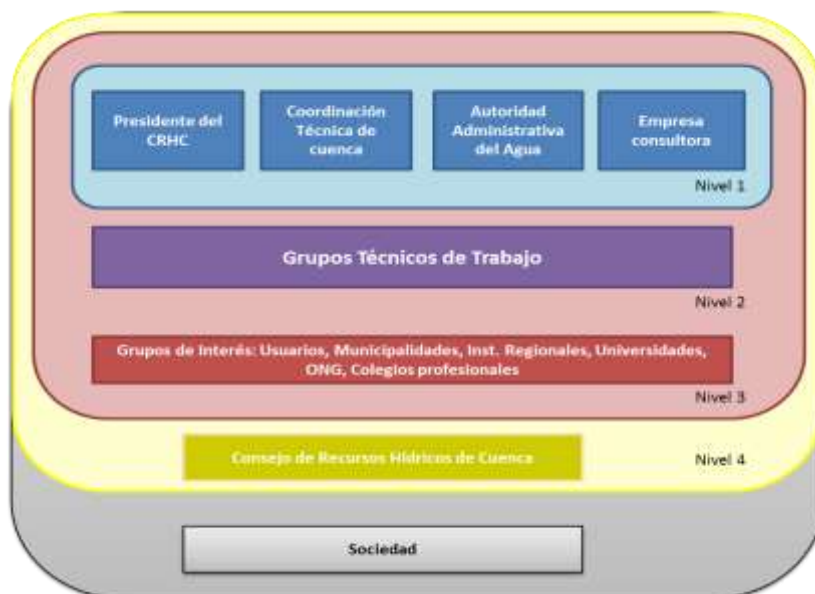 Presidente del
CRHC
Coordinación
Técnica de
cuenca
Autoridad
Administrativa
del Agua
Empresa
consultora
Nivel 1
Grupos Técnicos de Trabajo
Nivel 2
Grupos de Interés: Usuarios, Municipalidades, Inst. Regionales, Universidades,
ONG, Colegios profesionales
Nivel 3
Consejo de Recursos Hídricos de Cuenca
Nivel 4
Sociedad